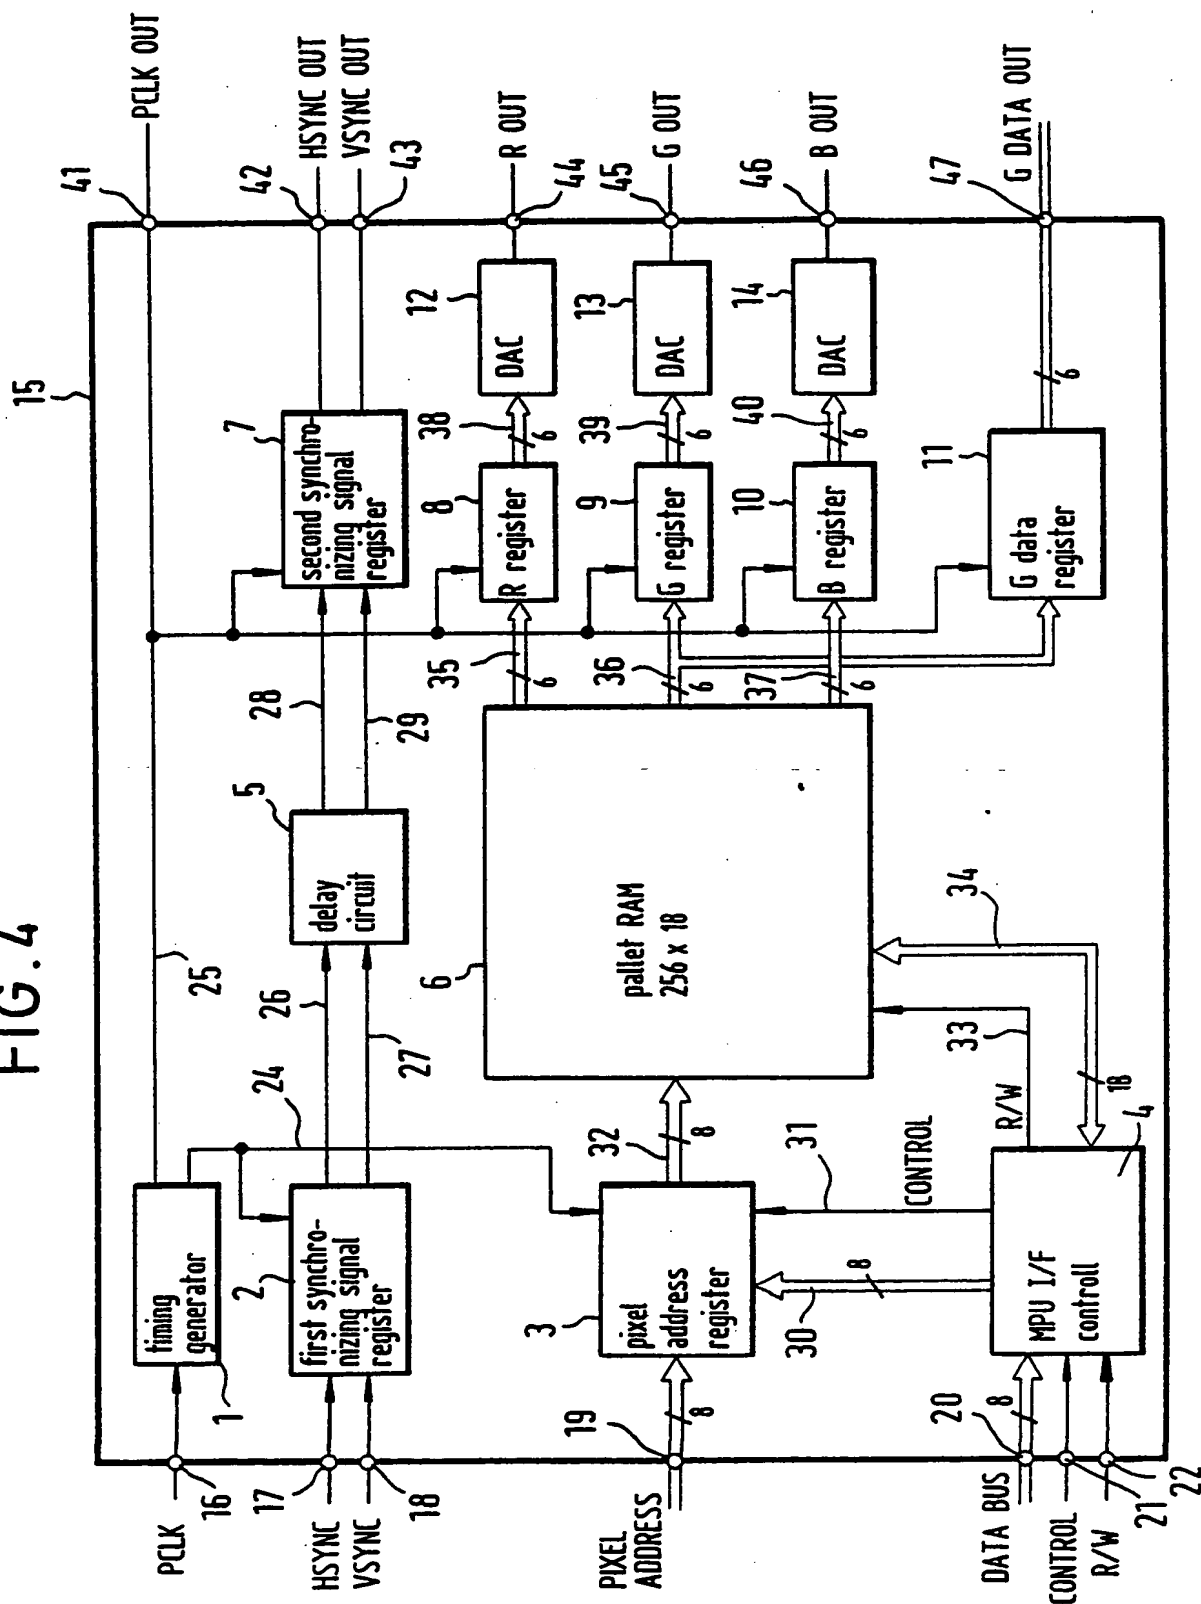 FIG. 4
15
PCLK
16
timing
generator
1
25
41
PCLK OUT
24
HSYNC
VSYNC
17
18
first synchro-
nizing signal
register
2
26
27
delay
circuit
5
28
29
second synchro-
nizing signal
register
7
42
43
HSYNC OUT
VSYNC OUT
PIXEL
ADDRESS
19
8
pixel
address
register
3
32
8
pallet RAM
256 x 18
6
35
6
R register
8
38
6
DAC
12
44
R OUT
36
6
G register
9
39
6
DAC
13
45
G OUT
37
6
B register
10
40
6
DAC
14
46
B OUT
G data
register
11
6
47
G DATA OUT
30
8
31
CONTROL
R/W
33
34
18
DATA BUS
CONTROL
R/W
20
21
22
8
MPU I/F
controll
4